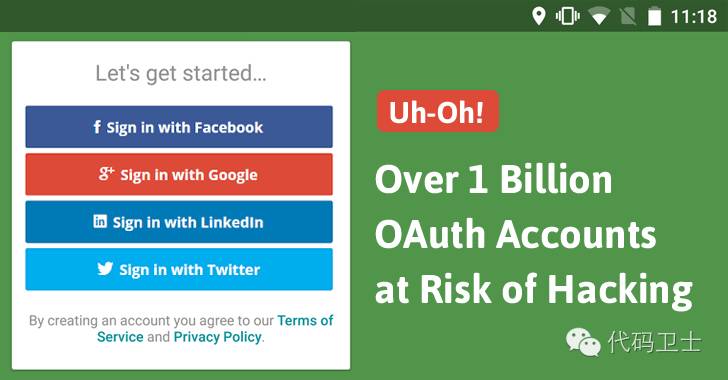 11:18
Let's get started...
f Sign in with Facebook
g+ Sign in with Google
in Sign in with LinkedIn
Sign in with Twitter
By creating an account you agree to our Terms of
Service and Privacy Policy.
Uh-Oh!
Over 1 Billion
OAuth Accounts
at Risk of Hacking
代码卫士